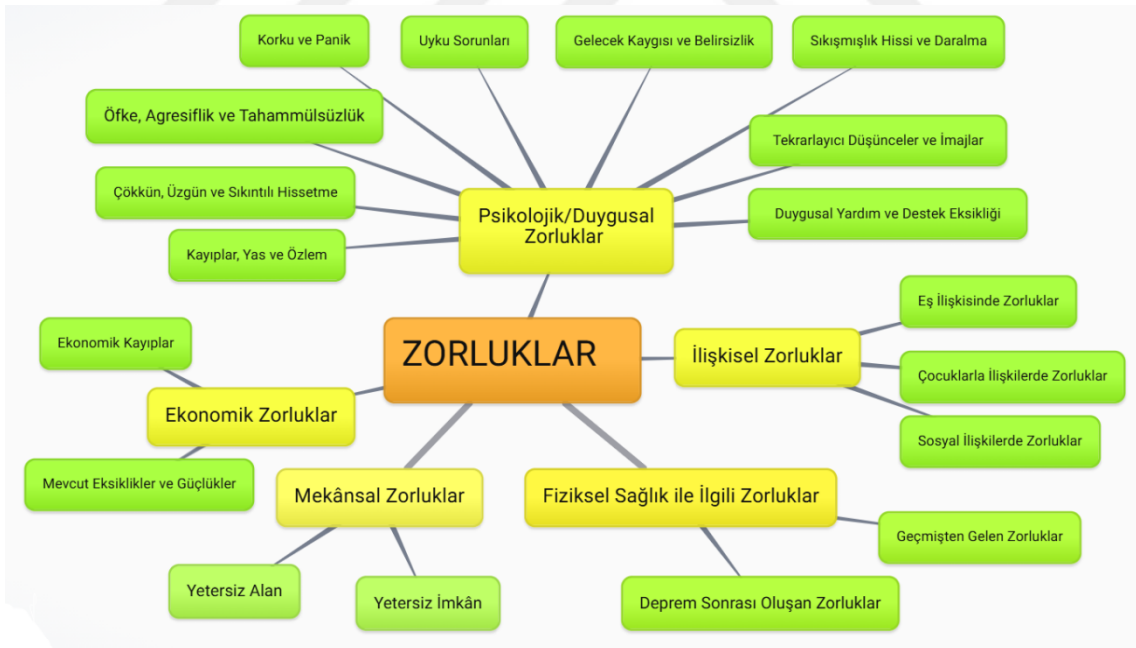 Korku ve Panik
Uyku Sorunları
Gelecek Kaygısı ve Belirsizlik
Sıkışmışlık Hissi ve Daralma
Öfke, Agresiflik ve Tahammülsüzlük
Tekrarlayıcı Düşünceler ve İmajlar
Çökkün, Üzgün ve Sıkıntılı Hissetme
Psikolojik/Duygusal
Zorluklar
Duygusal Yardım ve Destek Eksikliği
Kayıplar, Yas ve Özlem
Eş İlişkisinde Zorluklar
Ekonomik Kayıplar
ZORLUKLAR
İlişkisel Zorluklar
Çocuklarla İlişkilerde Zorluklar
Ekonomik Zorluklar
Sosyal İlişkilerde Zorluklar
Mevcut Eksiklikler ve Güçlükler
Mekânsal Zorluklar
Fiziksel Sağlık ile İlgili Zorluklar
Geçmişten Gelen Zorluklar
Yetersiz Alan
Yetersiz İmkân
Deprem Sonrası Oluşan Zorluklar